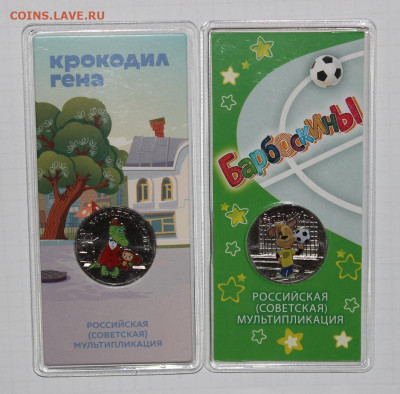 COINS.LAVE.RU
крокодил
гена
РОССИЙСКАЯ
(СОВЕТСКАЯ)
МУЛЬТИПЛИКАЦИЯ
Барбоскины
РОССИЙСКАЯ
(СОВЕТСКАЯ)
МУЛЬТИПЛИКАЦИЯ